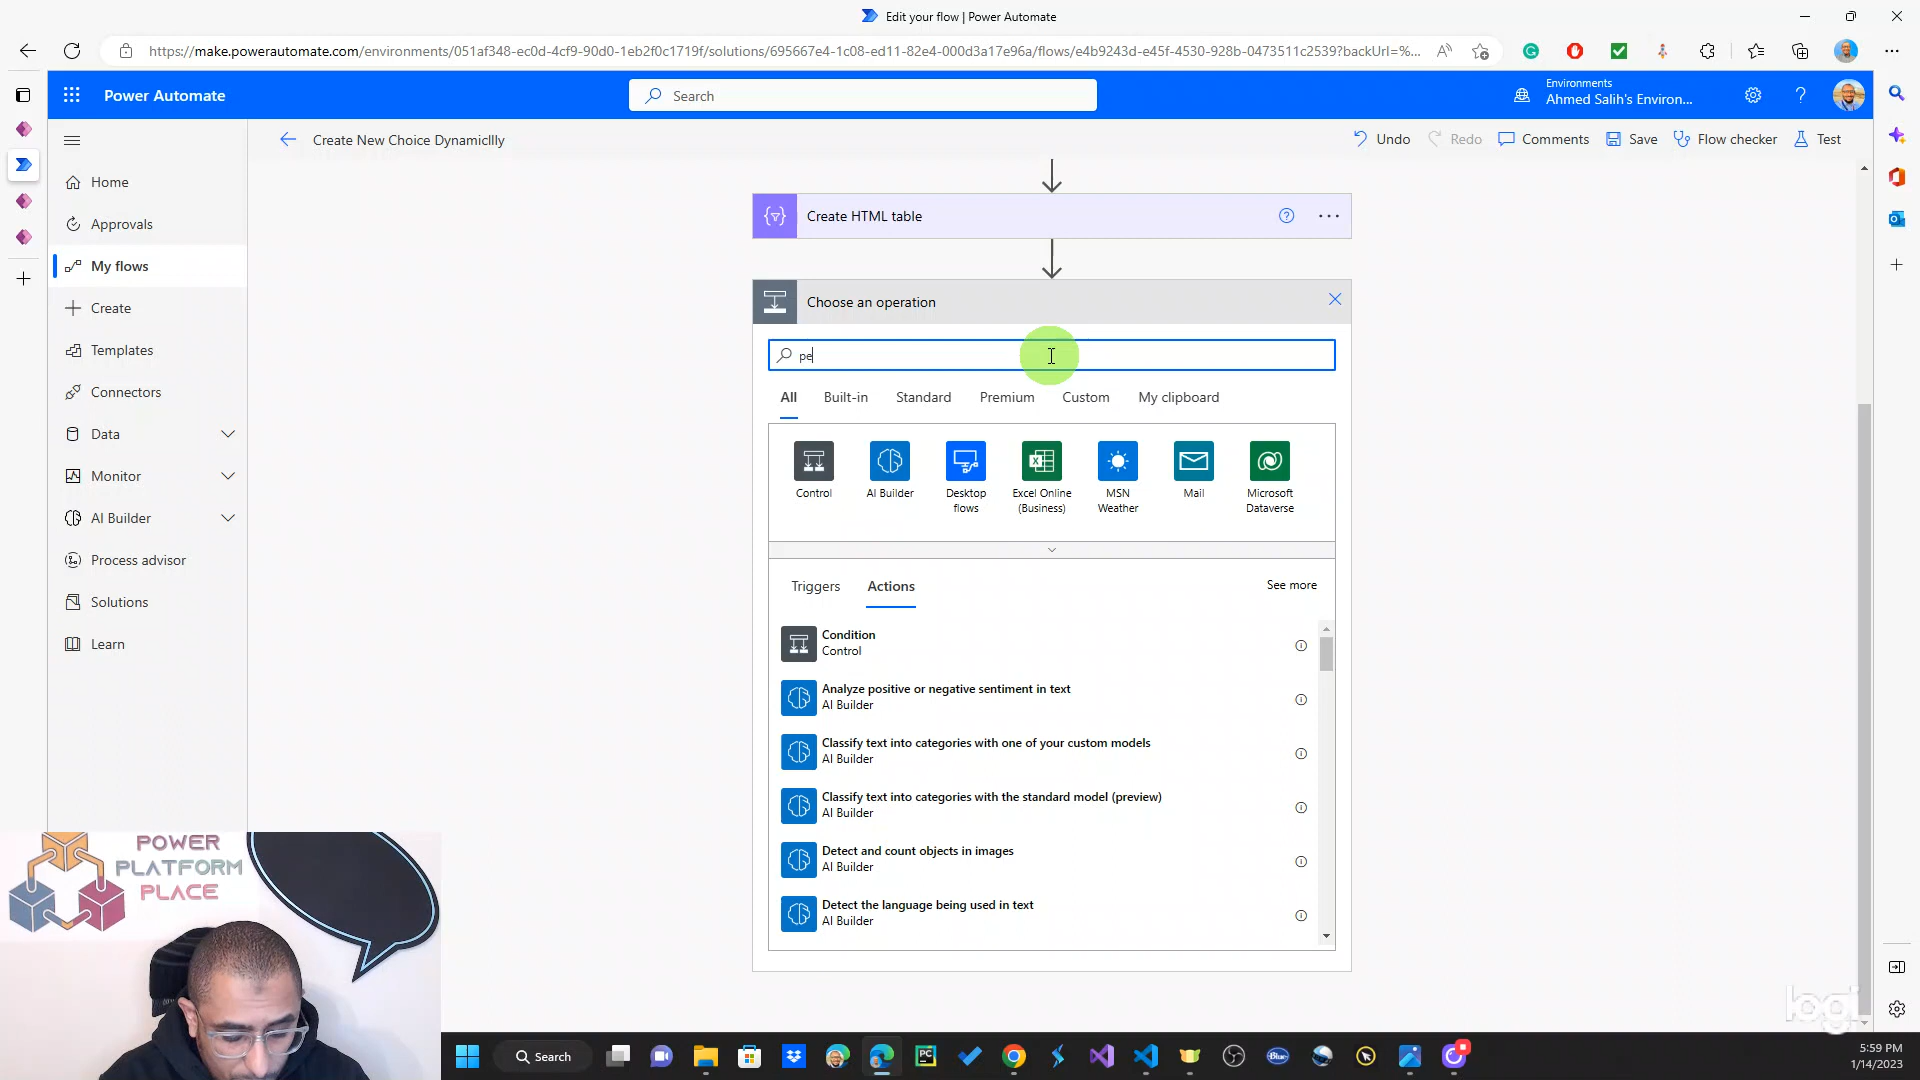 Edit your flow | Power Automate
https://make.powerautomate.com/environments/051af348-ec0d-4cf9-90d0-1eb2f0c1719f/solutions/695667e4-1c08-ed11-82e4-000d3a17e96a/flows/e4b9243d-e45f-4530-928b-0473511c2539?backUrl=%...
Power Automate
Search
Environments
Ahmed Salih's Environ...
Create New Choice Dynamicllly
Undo
Redo
Comments
Save
Flow checker
Test
Home
Approvals
My flows
Create
Templates
Connectors
Data
Monitor
AI Builder
Process advisor
Solutions
Learn
Create HTML table
Choose an operation
pe
All
Built-in
Standard
Premium
Custom
My clipboard
Control
AI Builder
Desktop
flows
Excel Online
(Business)
MSN
Weather
Mail
Microsoft
Dataverse
Triggers
Actions
See more
Condition
Control
Analyze positive or negative sentiment in text
AI Builder
Classify text into categories with one of your custom models
AI Builder
Classify text into categories with the standard model (preview)
AI Builder
Detect and count objects in images
AI Builder
Detect the language being used in text
AI Builder
POWER
PLATFORM
PLACE
logi
Search
5:59 PM
1/14/2023